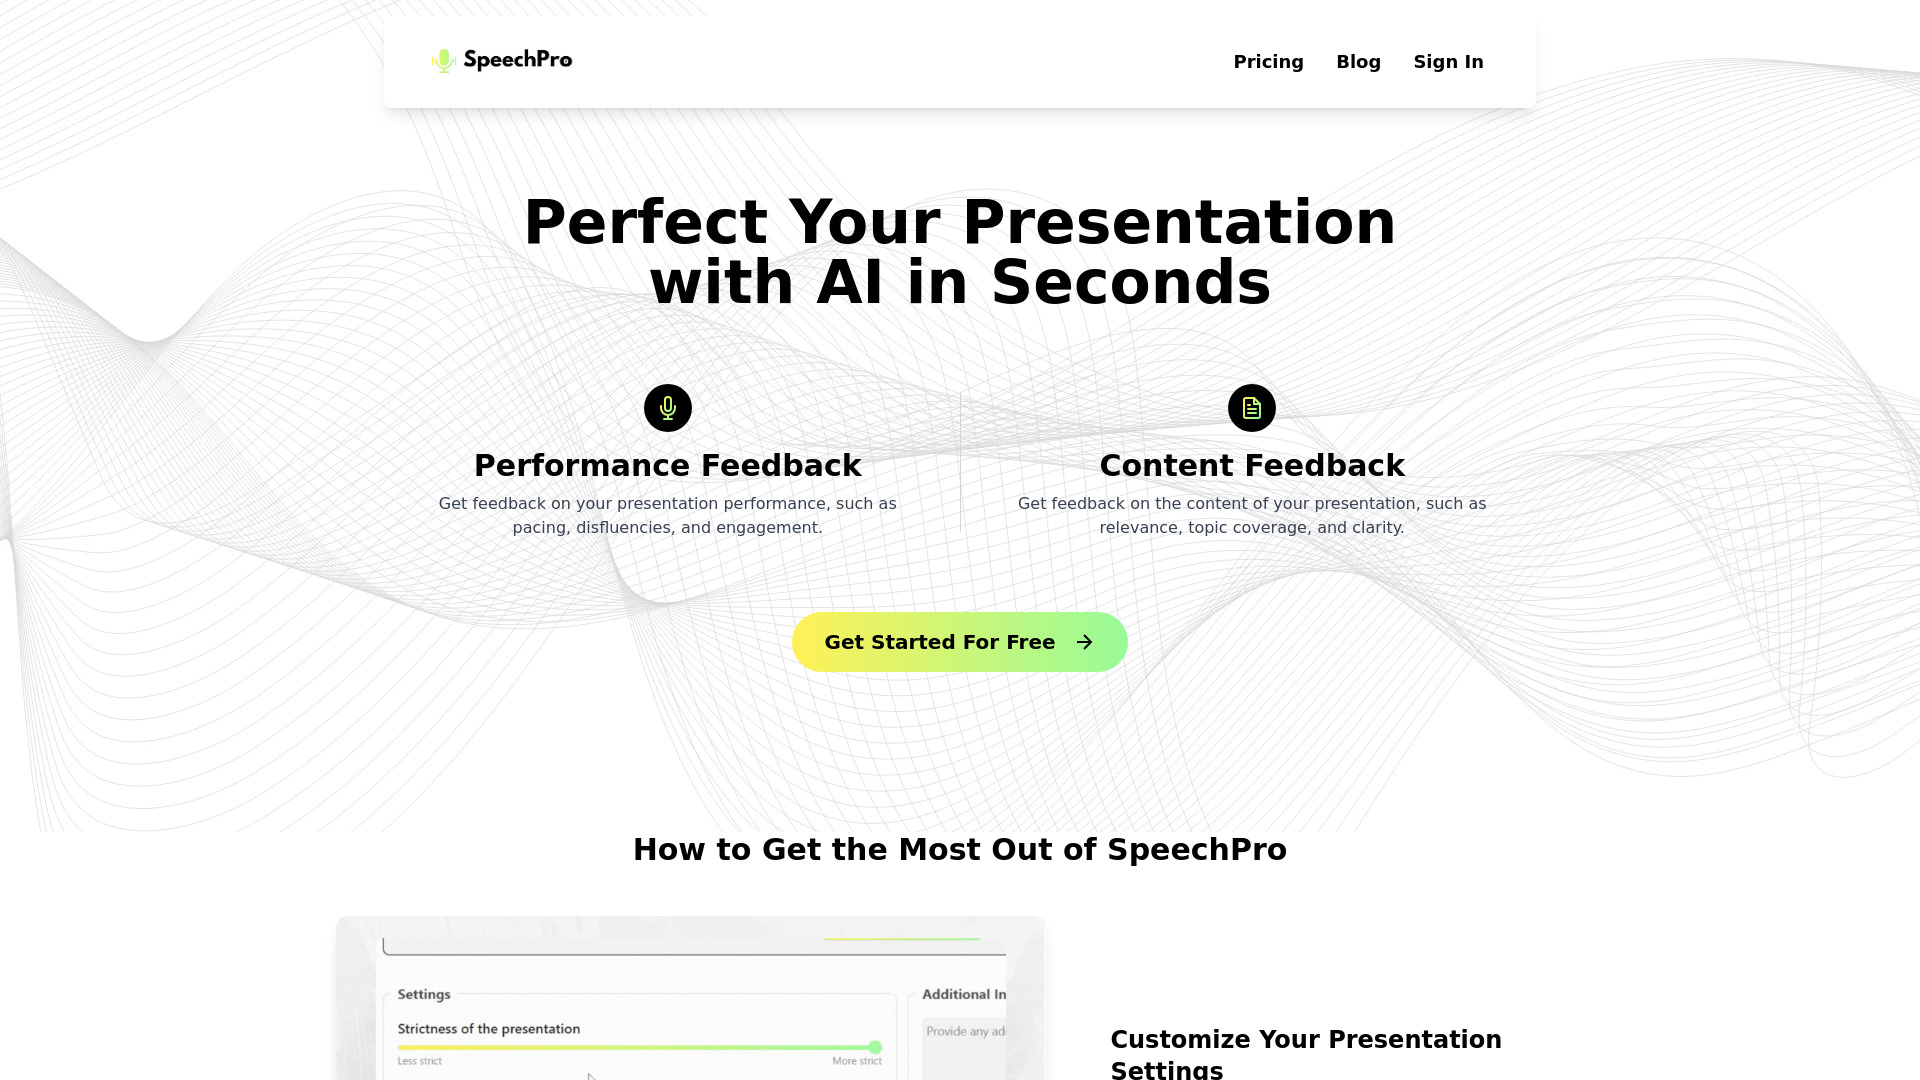 SpeechPro
Pricing
Blog
Sign In
Perfect Your Presentation
with AI in Seconds
Performance Feedback
Get feedback on your presentation performance, such as
pacing, disfluencies, and engagement.
Content Feedback
Get feedback on the content of your presentation, such as
relevance, topic coverage, and clarity.
Get Started For Free
How to Get the Most Out of SpeechPro
Settings
Strictness of the presentation
Less strict
More strict
Additional In
Provide any ad
Customize Your Presentation
Settings